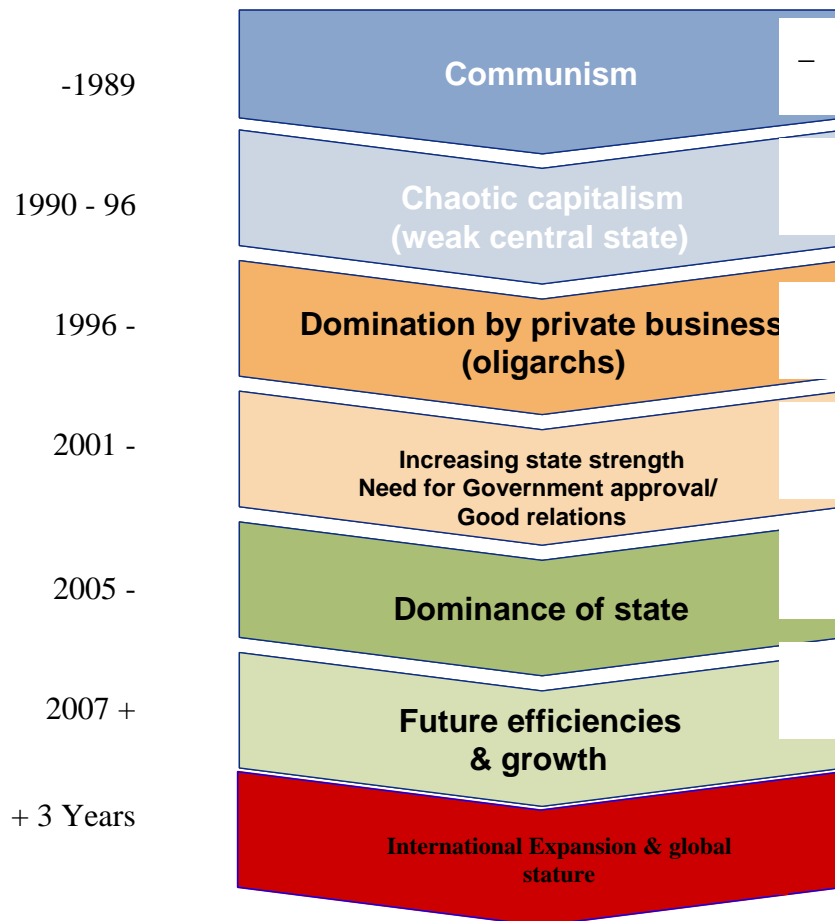 -1989
Communism
–
1990 - 96
Chaotic capitalism
(weak central state)
1996 -
Domination by private business
(oligarchs)
2001 -
Increasing state strength
Need for Government approval/
Good relations
2005 -
Dominance of state
2007 +
Future efficiencies
& growth
+ 3 Years
International Expansion & global
stature